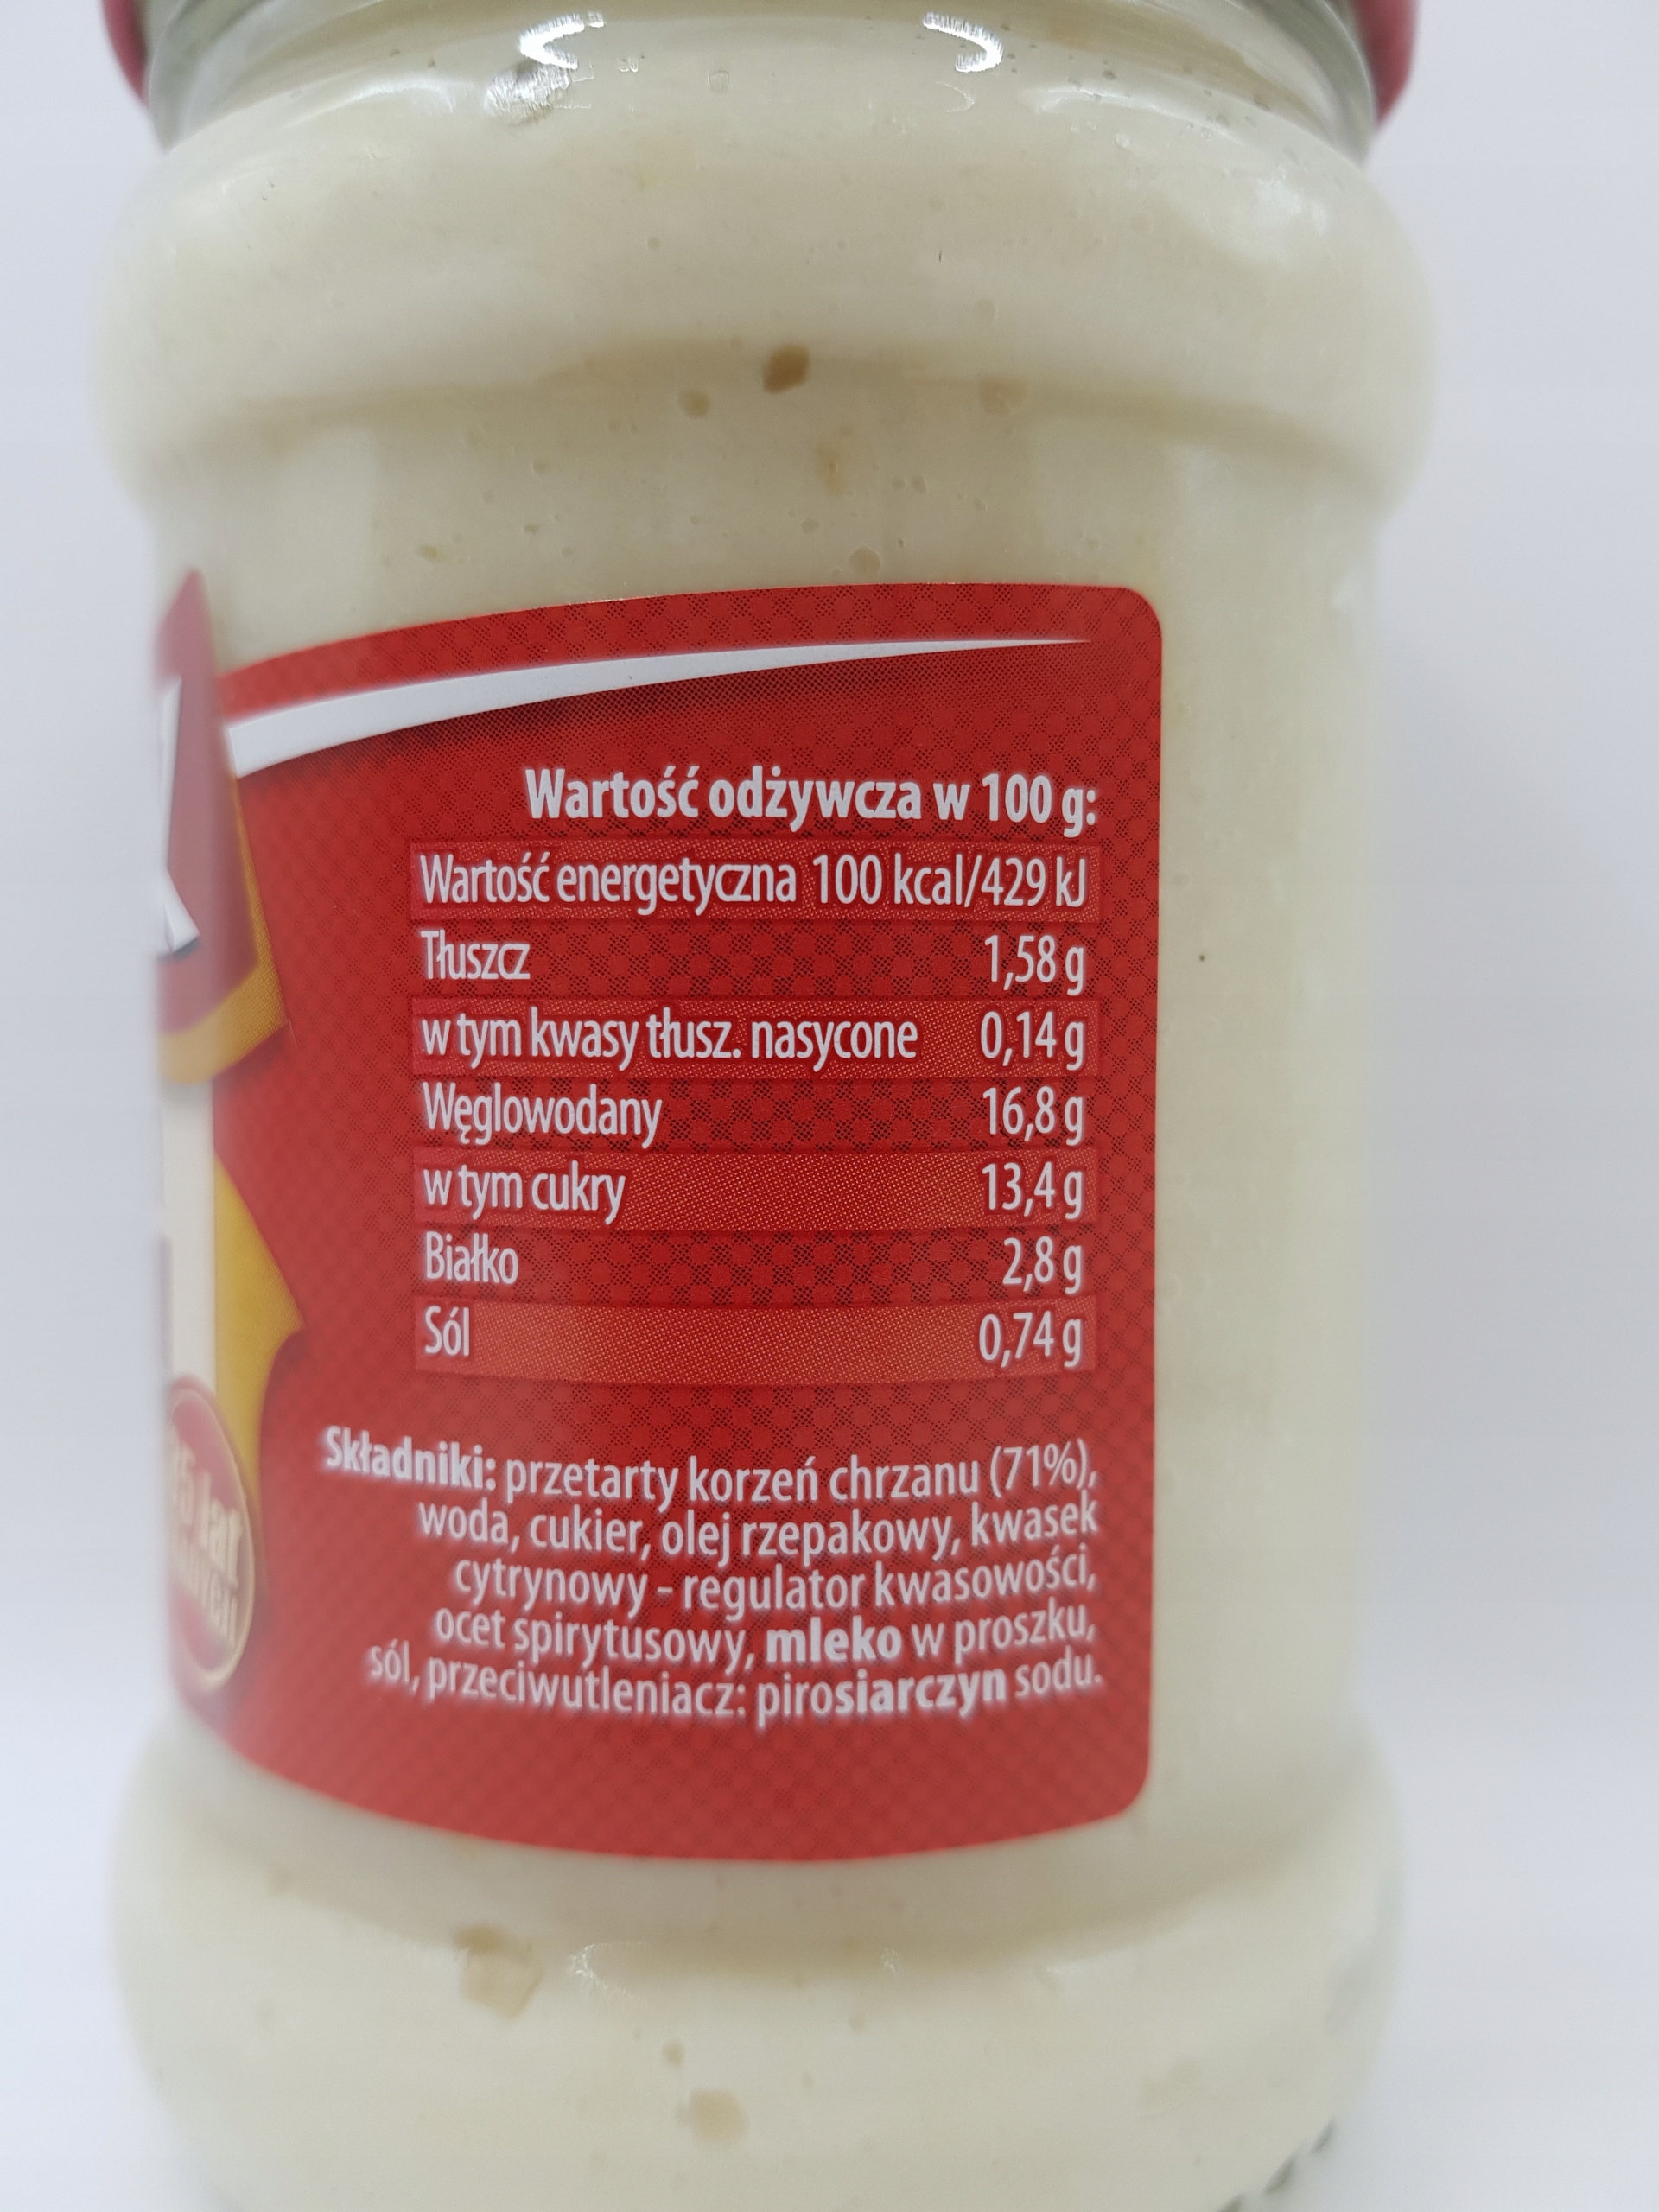 Wartość odżywcza w 100 g:
Wartość energetyczna 100 kcal/429 kJ
Tłuszcz 1,58 g
w tym kwasy tłusz. nasycone 0,14 g
Węglowodany 16,8 g
w tym cukry 13,4 g
Białko 2,8 g
Sól 0,74 g
Składniki: przetarty korzeń chrzanu (71%),
woda, cukier, olej rzepakowy, kwasek
cytrynowy - regulator kwasowości,
ocet spirytusowy, mleko w proszku,
sól, przeciwutleniacz: pirosiarczyn sodu.
lat